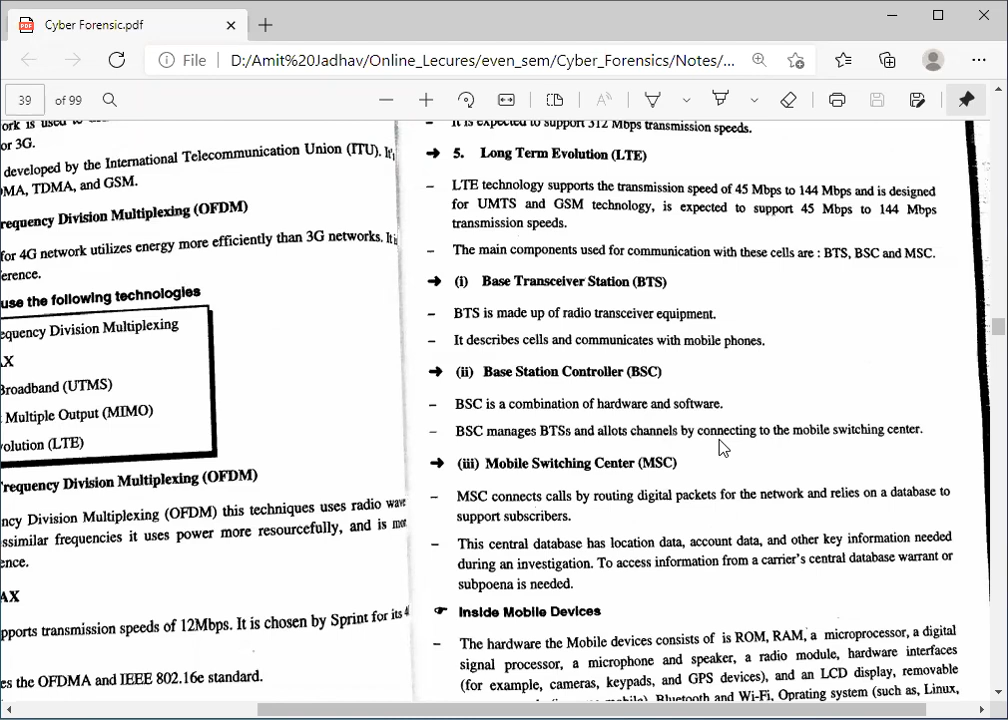 Cyber Forensic.pdf
File D:/Amit%20Jadhav/Online_Lecures/even_sem/Cyber_Forensics/Notes/...
39 of 99
ork is used
or 3G.
developed by the International Telecommunication Union (ITU). It
MA, TDMA, and GSM.
requency Division Multiplexing (OFDM)
for 4G network utilizes energy more efficiently than 3G networks. It i
erence.
use the following technologies
equency Division Multiplexing
AX
Broadband (UTMS)
Multiple Output (MIMO)
volution (LTE)
requency Division Multiplexing (OFDM)
ncy Division Multiplexing (OFDM) this techniques uses radio wave
ssimilar frequencies it uses power more resourcefully, and is mor
ence.
AX
pports transmission speeds of 12Mbps. It is chosen by Sprint for its 4
es the OFDMA and IEEE 802.16e standard.
– It is expected to support 312 Mbps transmission speeds.
➔ 5. Long Term Evolution (LTE)
– LTE technology supports the transmission speed of 45 Mbps to 144 Mbps and is designed
for UMTS and GSM technology, is expected to support 45 Mbps to 144 Mbps
transmission speeds.
– The main components used for communication with these cells are : BTS, BSC and MSC.
➔ (i) Base Transceiver Station (BTS)
– BTS is made up of radio transceiver equipment.
– It describes cells and communicates with mobile phones.
➔ (ii) Base Station Controller (BSC)
– BSC is a combination of hardware and software.
– BSC manages BTSs and allots channels by connecting to the mobile switching center.
➔ (iii) Mobile Switching Center (MSC)
– MSC connects calls by routing digital packets for the network and relies on a database to
support subscribers.
– This central database has location data, account data, and other key information needed
during an investigation. To access information from a carrier's central database warrant or
subpoena is needed.
☞ Inside Mobile Devices
– The hardware the Mobile devices consists of is ROM, RAM, a microprocessor, a digital
signal processor, a microphone and speaker, a radio module, hardware interfaces
(for example, cameras, keypads, and GPS devices), and an LCD display, removable
mobile), Bluetooth and Wi-Fi, Oprating system (such as, Linux,